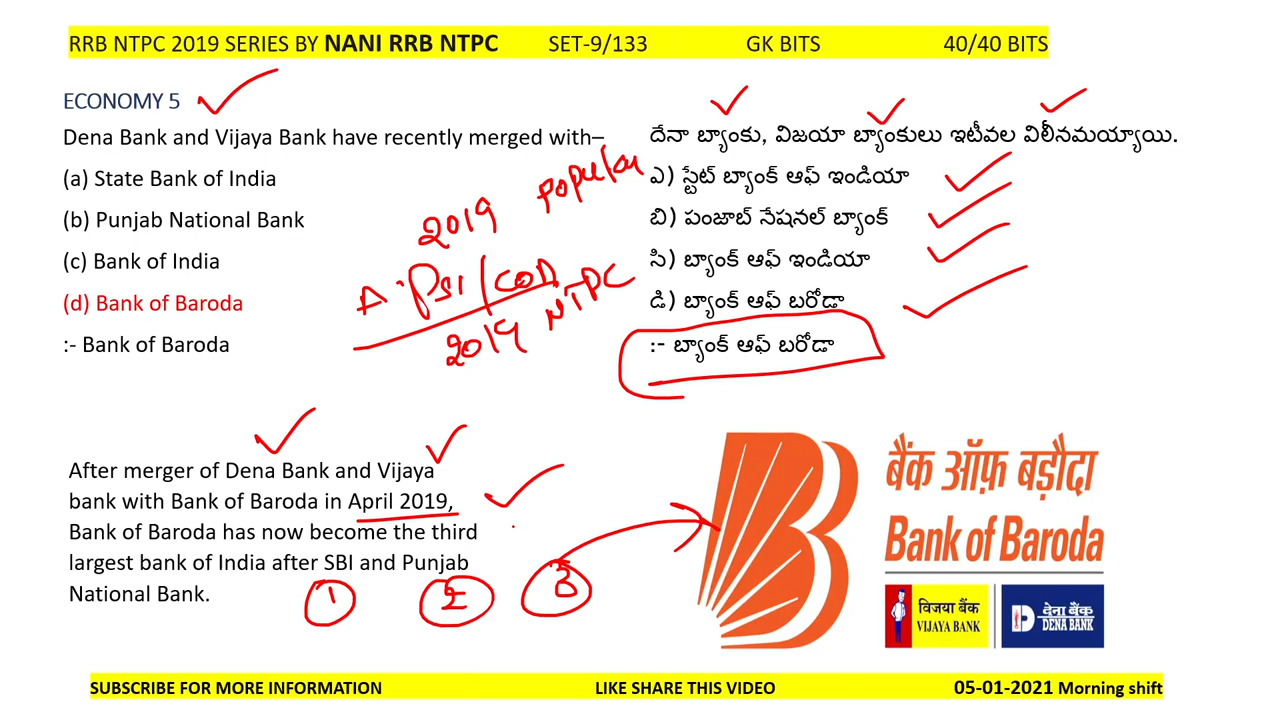 RRB NTPC 2019 SERIES BY NANI RRB NTPC SET-9/133 GK BITS 40/40 BITS
ECONOMY 5
Dena Bank and Vijaya Bank have recently merged with–
(a) State Bank of India
(b) Punjab National Bank
(c) Bank of India
(d) Bank of Baroda
:- Bank of Baroda
దేనా బ్యాంకు, విజయా బ్యాంకులు ఇటీవల విలీనమయ్యాయి.
ఎ) స్టేట్ బ్యాంక్ ఆఫ్ ఇండియా
బి) పంజాబ్ నేషనల్ బ్యాంక్
సి) బ్యాంక్ ఆఫ్ ఇండియా
డి) బ్యాంక్ ఆఫ్ బరోడా
:- బ్యాంక్ ఆఫ్ బరోడా
2019 popular
A.PSI/COD
2019 NTPC
After merger of Dena Bank and Vijaya
bank with Bank of Baroda in April 2019,
Bank of Baroda has now become the third
largest bank of India after SBI and Punjab
National Bank.
1 2 3
बैंक ऑफ़ बड़ौदा
Bank of Baroda
विजया बैंक
VIJAYA BANK
देना बैंक
DENA BANK
SUBSCRIBE FOR MORE INFORMATION LIKE SHARE THIS VIDEO 05-01-2021 Morning shift